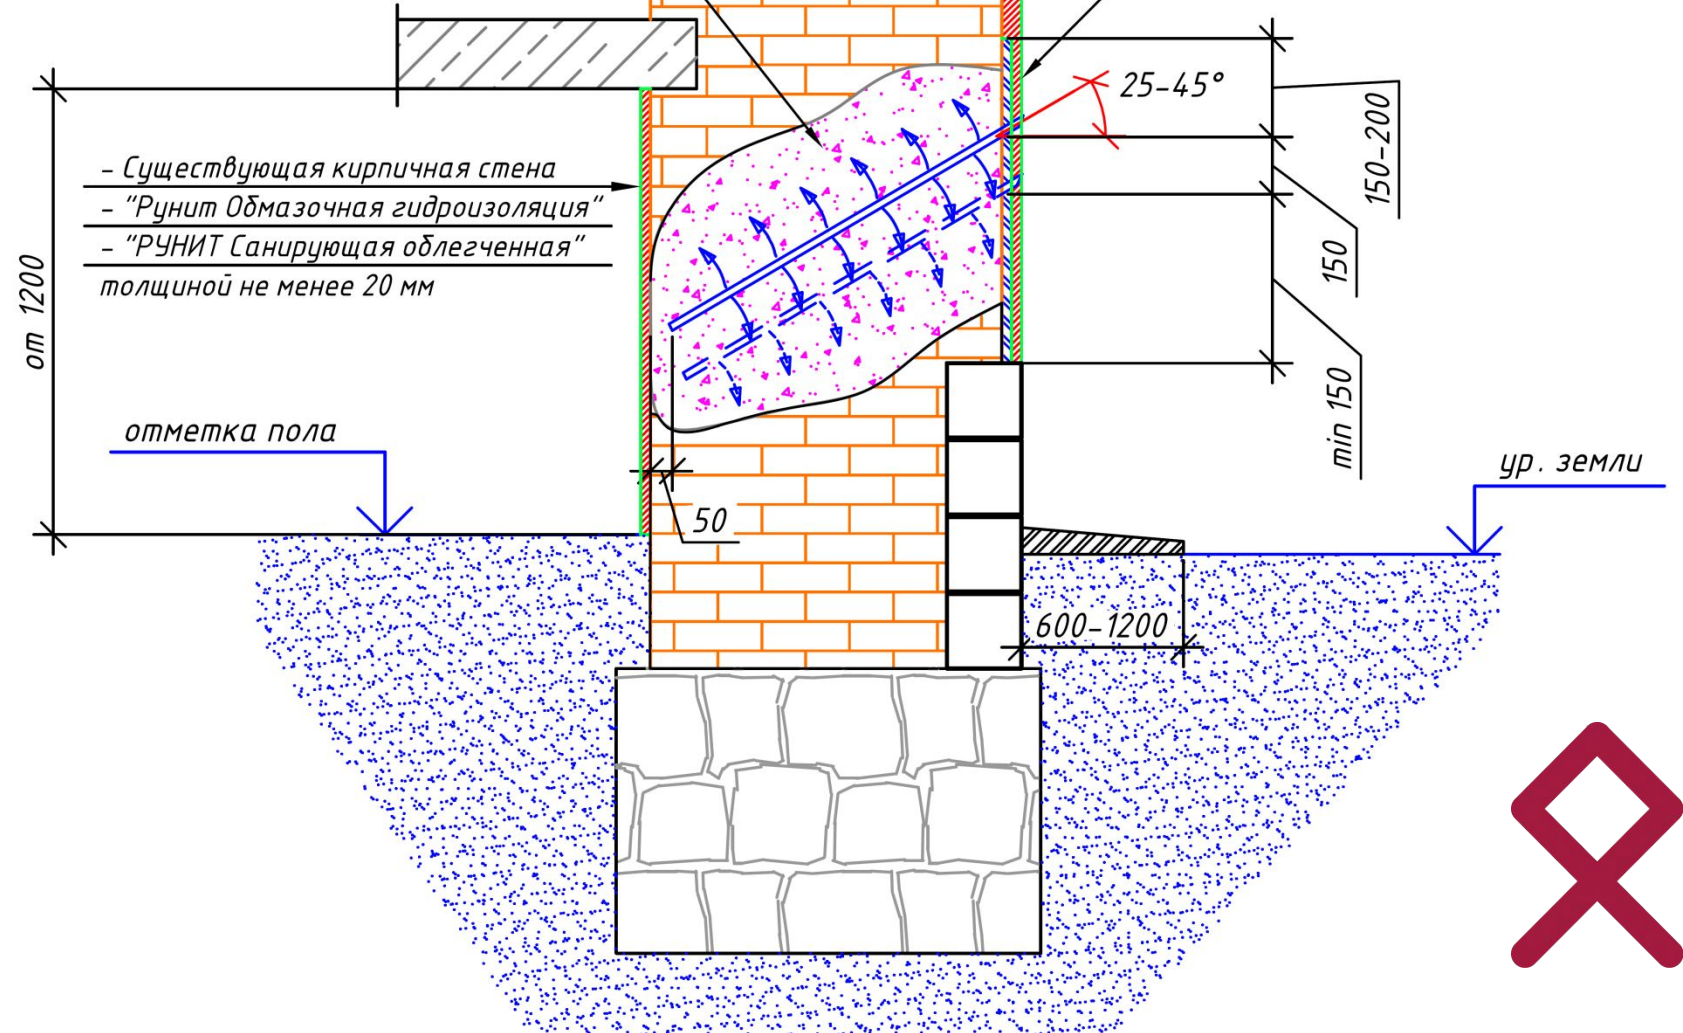 25-45°
150-200
- Существующая кирпичная стена
- "Рунит Обмазочная гидроизоляция"
- "РУНИТ Санирующая облегченная"
толщиной не менее 20 мм
150
от 1200
min 150
отметка пола
ур. земли
50
600-1200